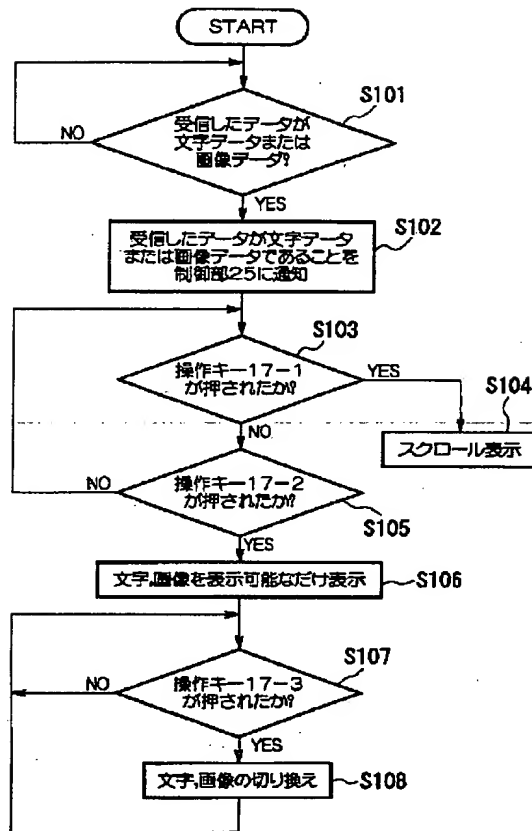 START
S101
受信したデータが
文字データまたは
画像データ?
NO
YES
S102
受信したデータが文字データ
または画像データであることを
制御部25に通知
S103
操作キー17-1
が押されたか?
YES
S104
NO
スクロール表示
操作キー17-2
が押されたか?
NO
S105
YES
文字,画像を表示可能なだけ表示
S106
S107
操作キー17-3
が押されたか?
NO
YES
文字,画像の切り換え
S108